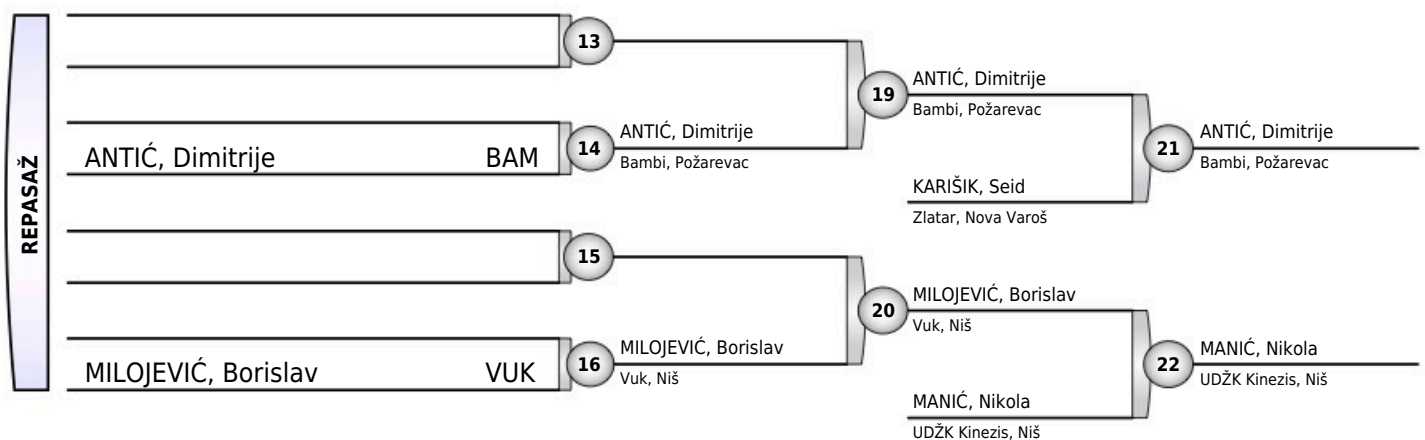 REPASAŽ
13
ANTIĆ, Dimitrije BAM
14
ANTIĆ, Dimitrije
Bambi, Požarevac
15
MILOJEVIĆ, Borislav VUK
16
MILOJEVIĆ, Borislav
Vuk, Niš
19
ANTIĆ, Dimitrije
Bambi, Požarevac
KARIŠIK, Seid
Zlatar, Nova Varoš
20
MILOJEVIĆ, Borislav
Vuk, Niš
MANIĆ, Nikola
UDŽK Kinezis, Niš
21
ANTIĆ, Dimitrije
Bambi, Požarevac
22
MANIĆ, Nikola
UDŽK Kinezis, Niš